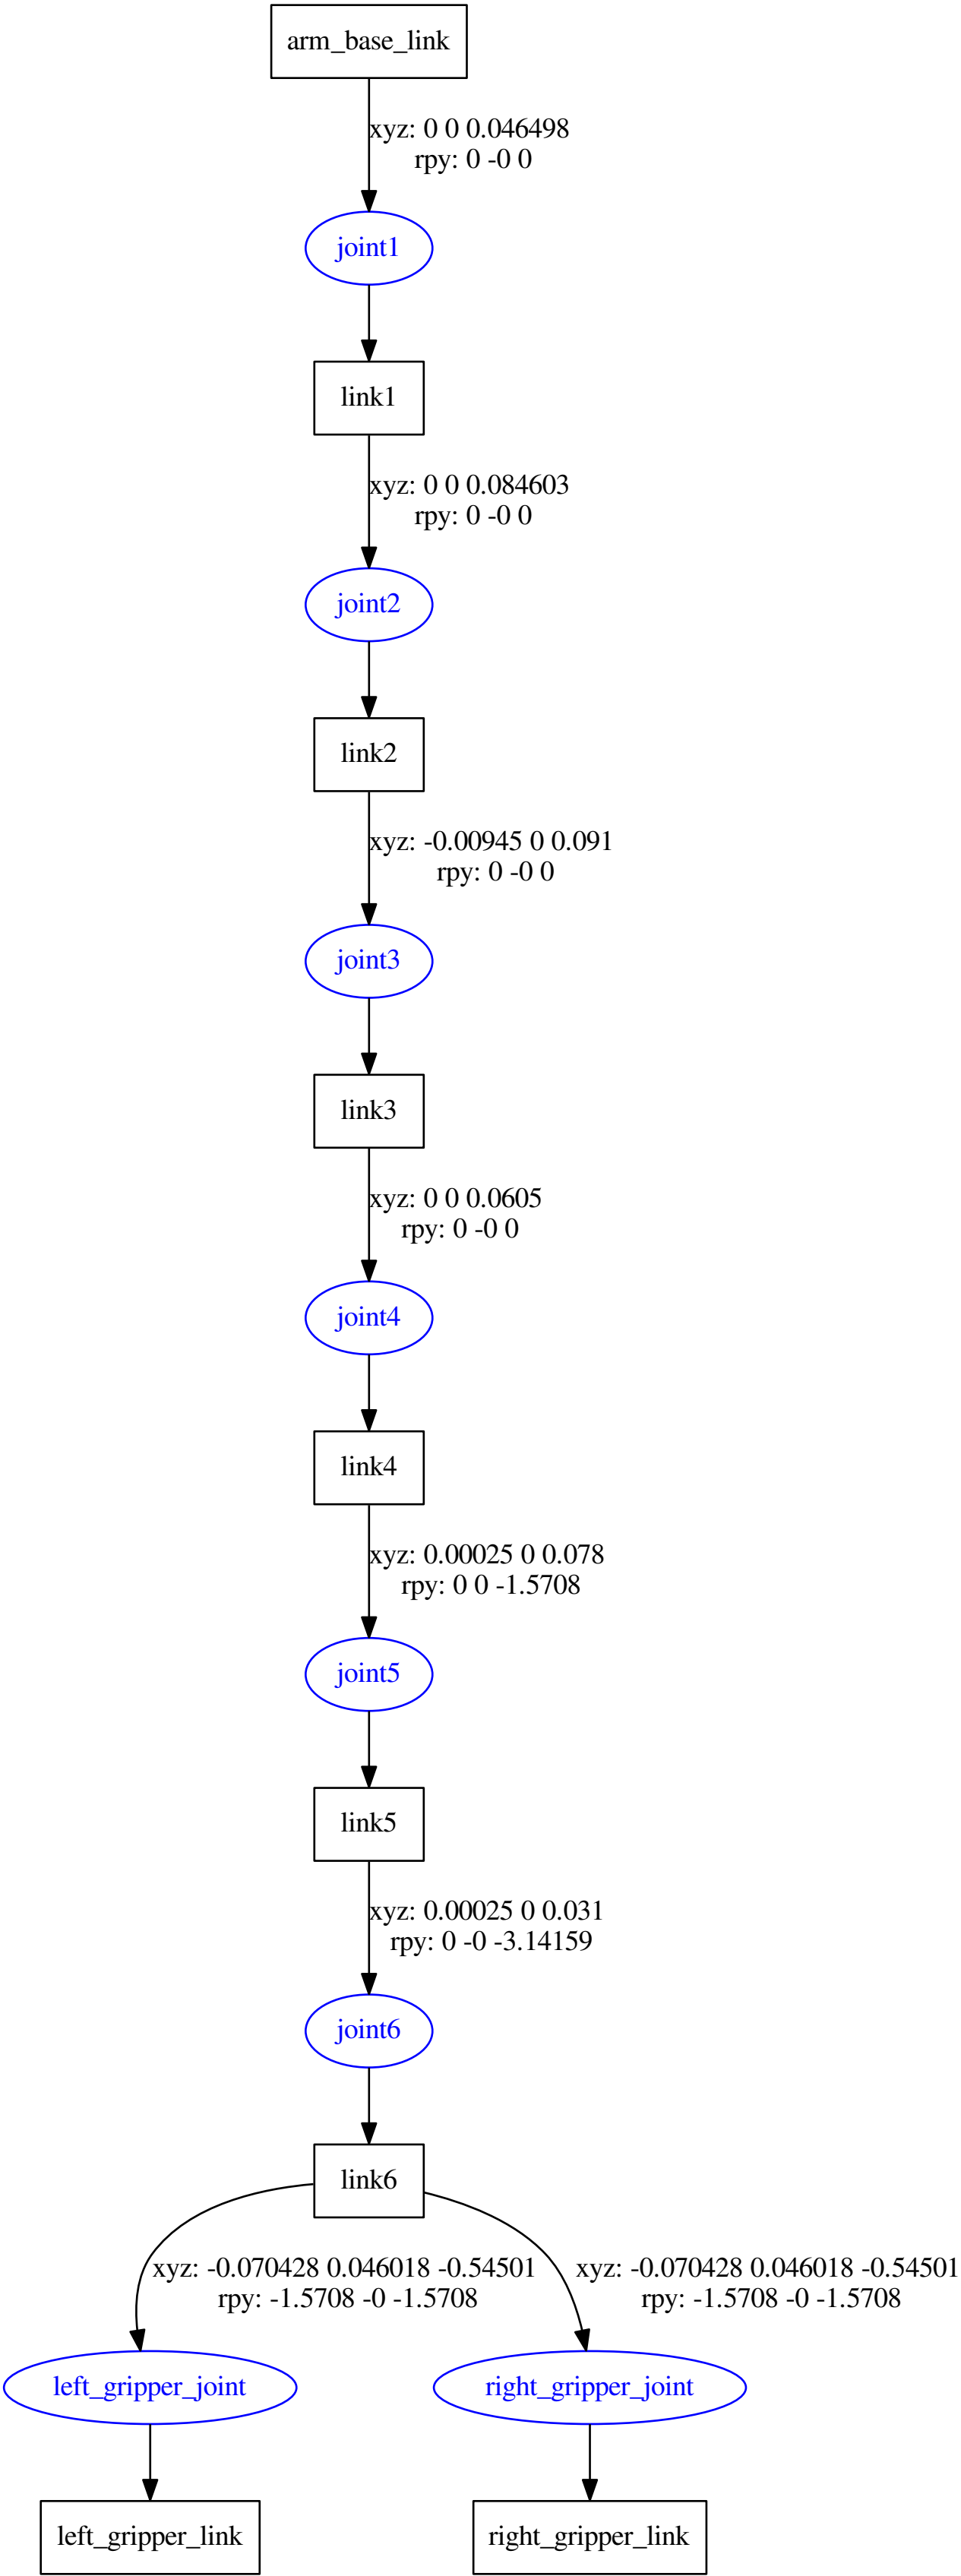 arm_base_link
xyz: 0 0 0.046498
rpy: 0 -0 0
joint1
link1
xyz: 0 0 0.084603
rpy: 0 -0 0
joint2
link2
xyz: -0.00945 0 0.091
rpy: 0 -0 0
joint3
link3
xyz: 0 0 0.0605
rpy: 0 -0 0
joint4
link4
xyz: 0.00025 0 0.078
rpy: 0 0 -1.5708
joint5
link5
xyz: 0.00025 0 0.031
rpy: 0 -0 -3.14159
joint6
link6
xyz: -0.070428 0.046018 -0.54501
rpy: -1.5708 -0 -1.5708
xyz: -0.070428 0.046018 -0.54501
rpy: -1.5708 -0 -1.5708
left_gripper_joint
right_gripper_joint
left_gripper_link
right_gripper_link